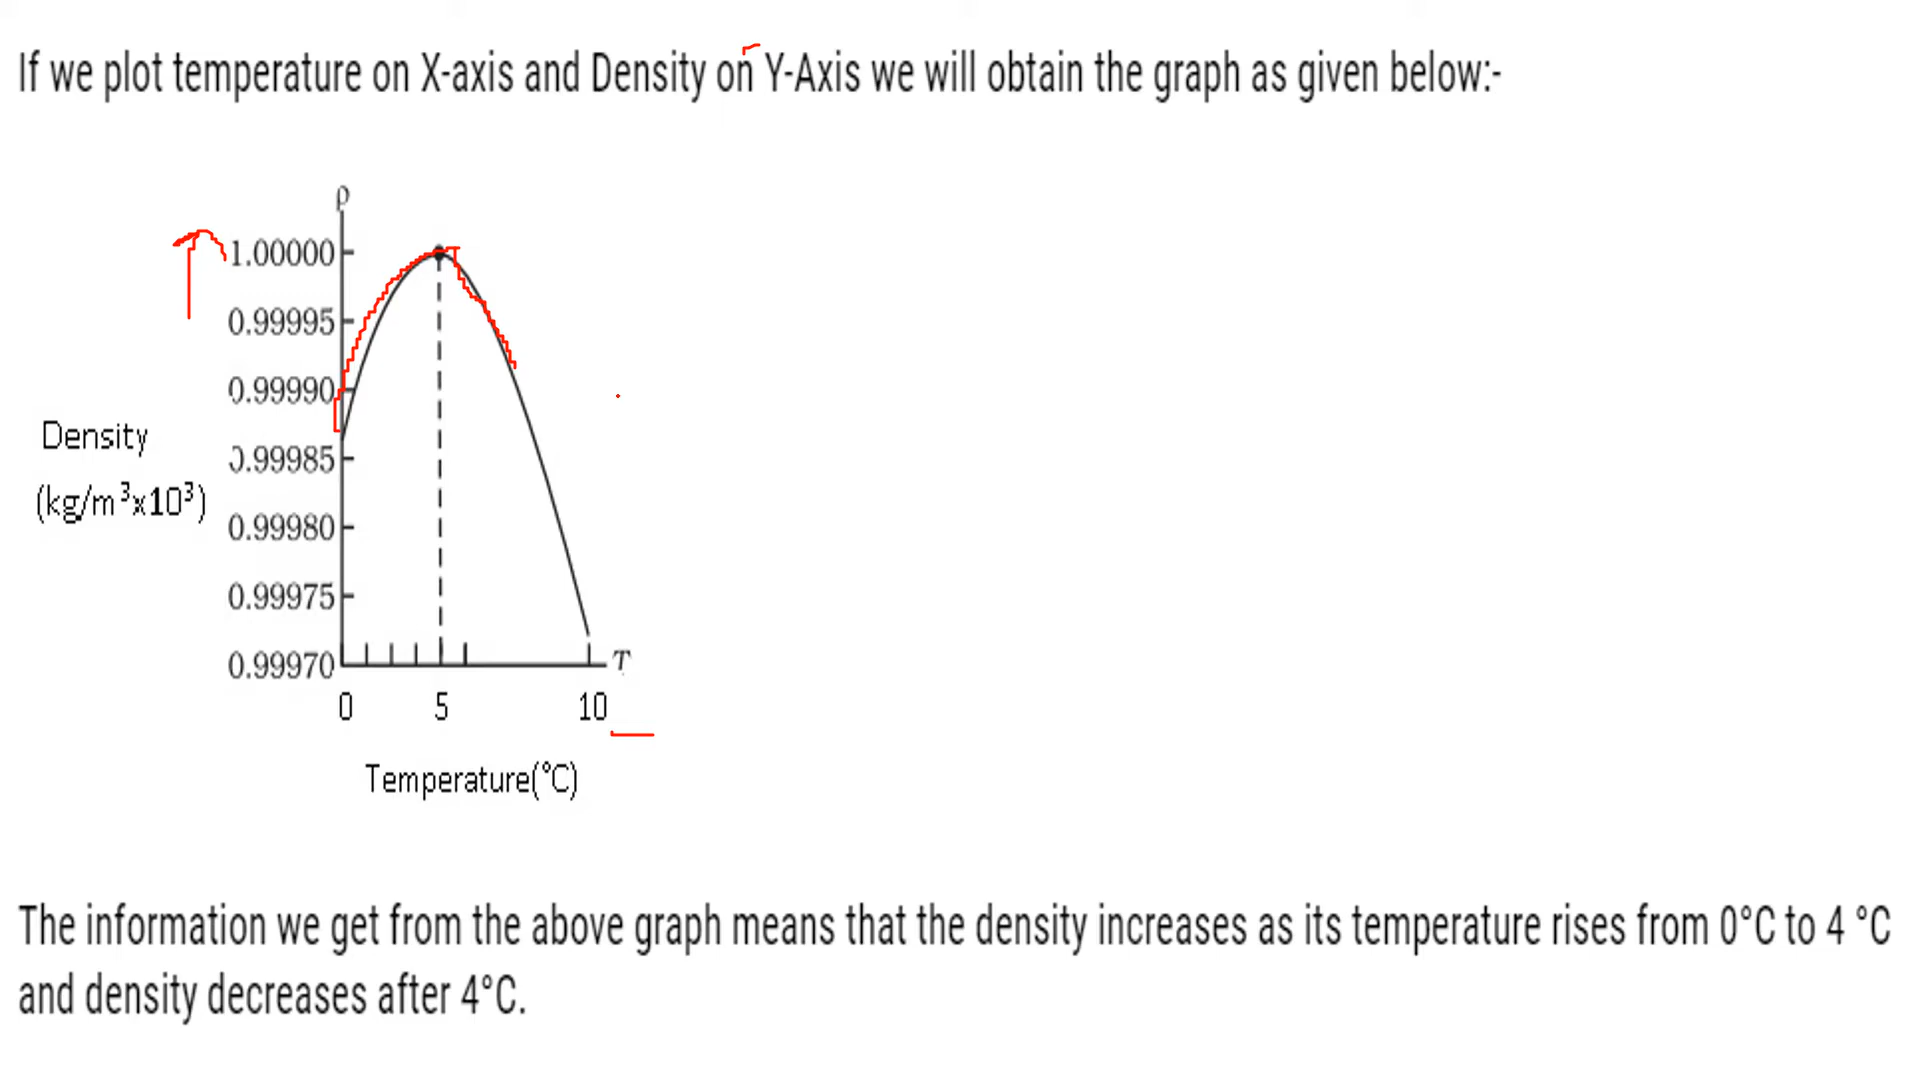 If we plot temperature on X-axis and Density on Y-Axis we will obtain the graph as given below:-
ρ
1.00000
0.99995
0.99990
Density
0.99985
(kg/m³x10³)
0.99980
0.99975
0.99970
T
0 5 10
Temperature(°C)
The information we get from the above graph means that the density increases as its temperature rises from 0°C to 4 °C
and density decreases after 4°C.